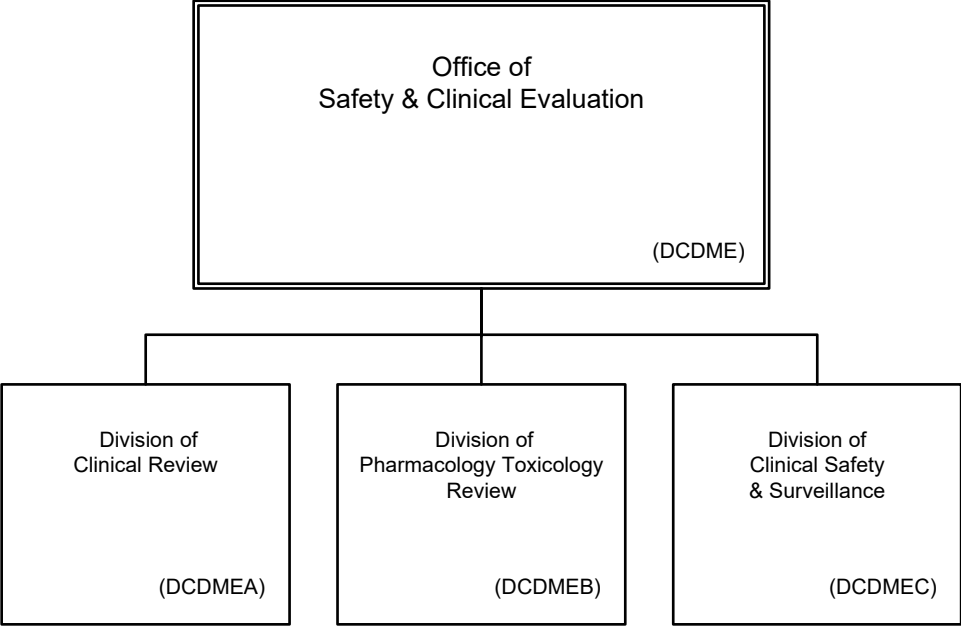 Office of
Safety & Clinical Evaluation
(DCDME)
Division of
Clinical Review
(DCDMEA)
Division of
Pharmacology Toxicology
Review
(DCDMEB)
Division of
Clinical Safety
& Surveillance
(DCDMEC)